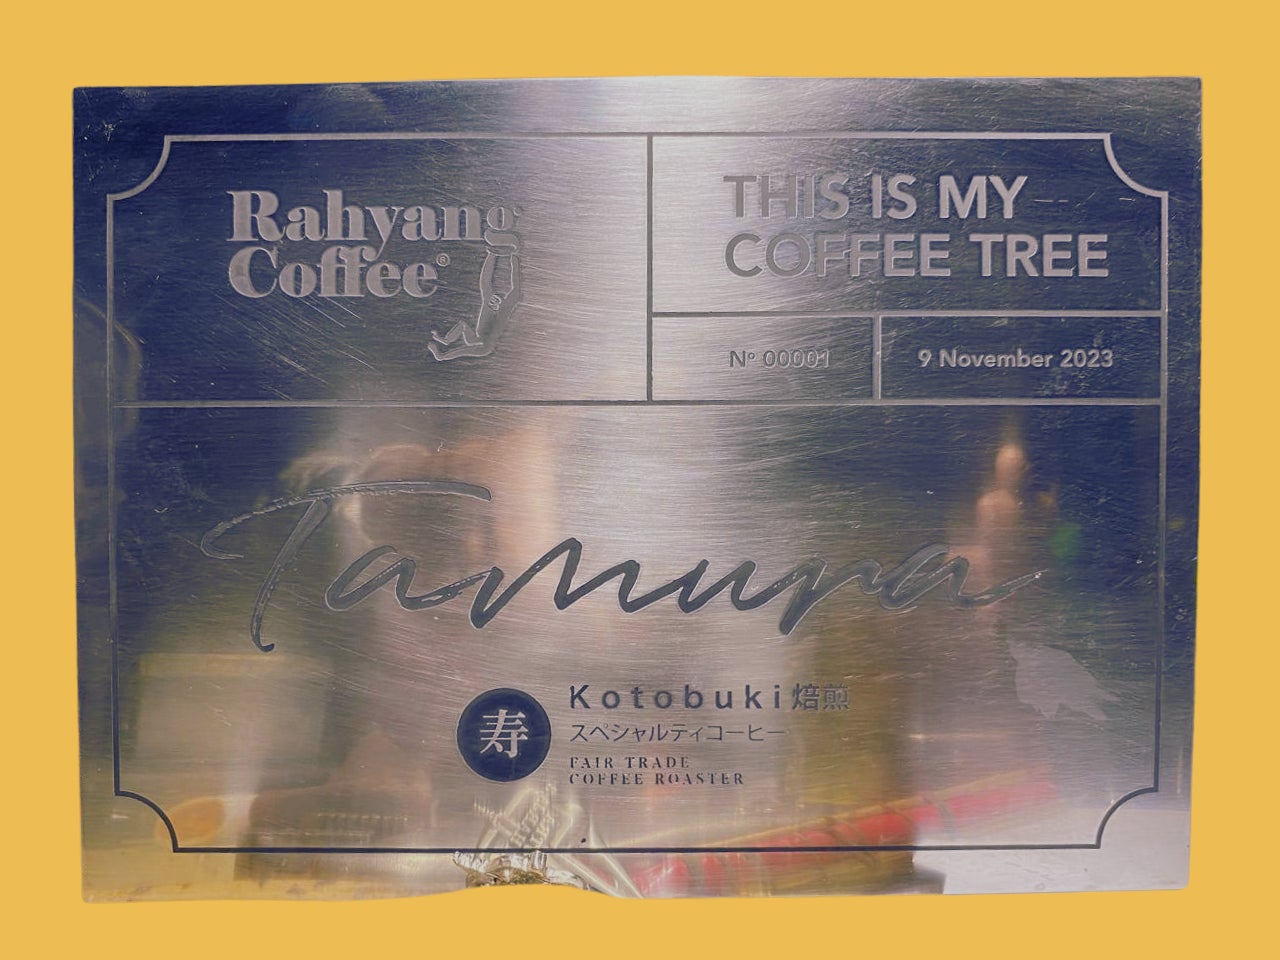 Rahyang
Coffee®
THIS IS MY
COFFEE TREE
Nº 00001
9 November 2023
Tamura
寿
Kotobuki焙煎
スペシャルティコーヒー
FAIR TRADE
COFFEE ROASTER